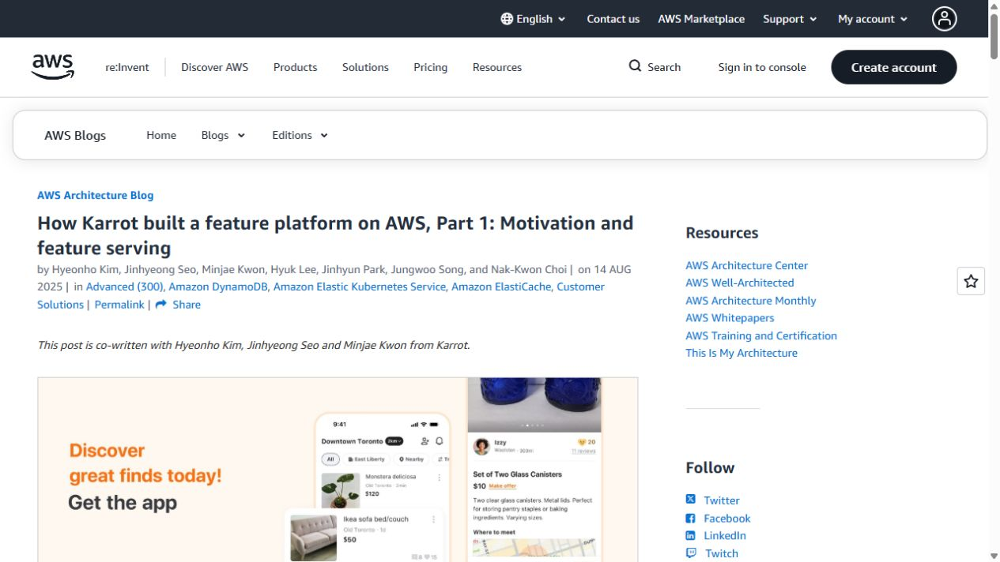 English
Contact us
AWS Marketplace
Support
My account
aws
re:Invent
Discover AWS
Products
Solutions
Pricing
Resources
Search
Sign in to console
Create account
AWS Blogs
Home
Blogs
Editions
AWS Architecture Blog
How Karrot built a feature platform on AWS, Part 1: Motivation and
feature serving
by Hyeonho Kim, Jinhyeong Seo, Minjae Kwon, Hyuk Lee, Jinhyun Park, Jungwoo Song, and Nak-Kwon Choi | on 14 AUG
2025 | in Advanced (300), Amazon DynamoDB, Amazon Elastic Kubernetes Service, Amazon ElastiCache, Customer
Solutions | Permalink | Share
This post is co-written with Hyeonho Kim, Jinhyeong Seo and Minjae Kwon from Karrot.
Discover
great finds today!
Get the app
9:41
Downtown Toronto 2km
All
East Liberty
Nearby
Monstera deliciosa
Old Toronto · 2min
$120
Ikea sofa bed/couch
Old Toronto · 1d
$50
8 15
Izzy
Woolston · 300m
20
11 reviews
Set of Two Glass Canisters
$10 Make offer
Two clear glass canisters. Metal lids. Perfect
for storing pantry staples or baking
ingredients. Varying sizes.
Where to meet
Resources
AWS Architecture Center
AWS Well-Architected
AWS Architecture Monthly
AWS Whitepapers
AWS Training and Certification
This Is My Architecture
Follow
Twitter
Facebook
LinkedIn
Twitch